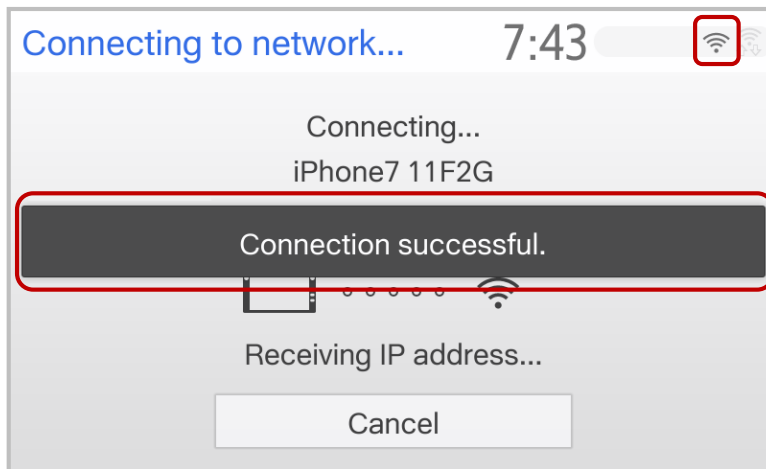 Connecting to network...
7:43
Connecting...
iPhone7 11F2G
Connection successful.
Receiving IP address...
Cancel